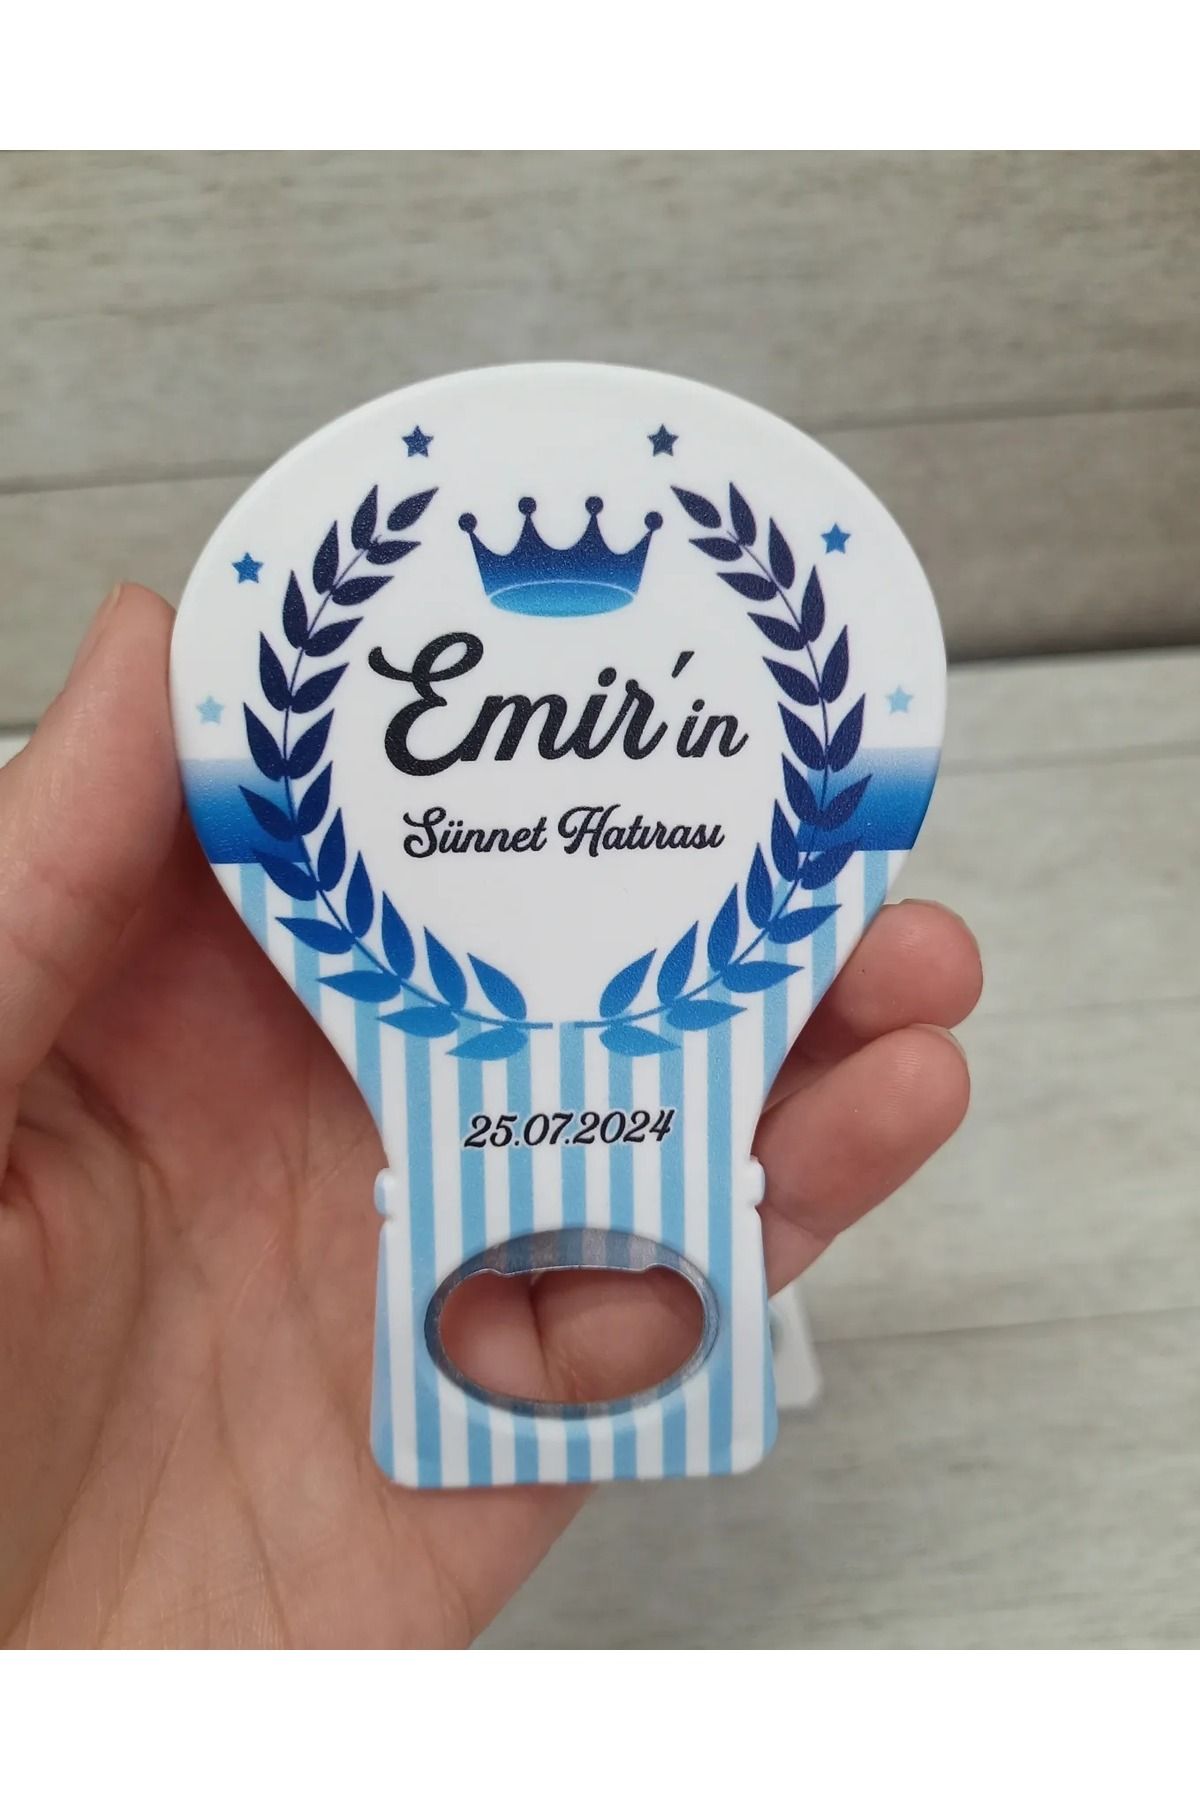 Emir'in
Sünnet Hatırası
25.07.2024